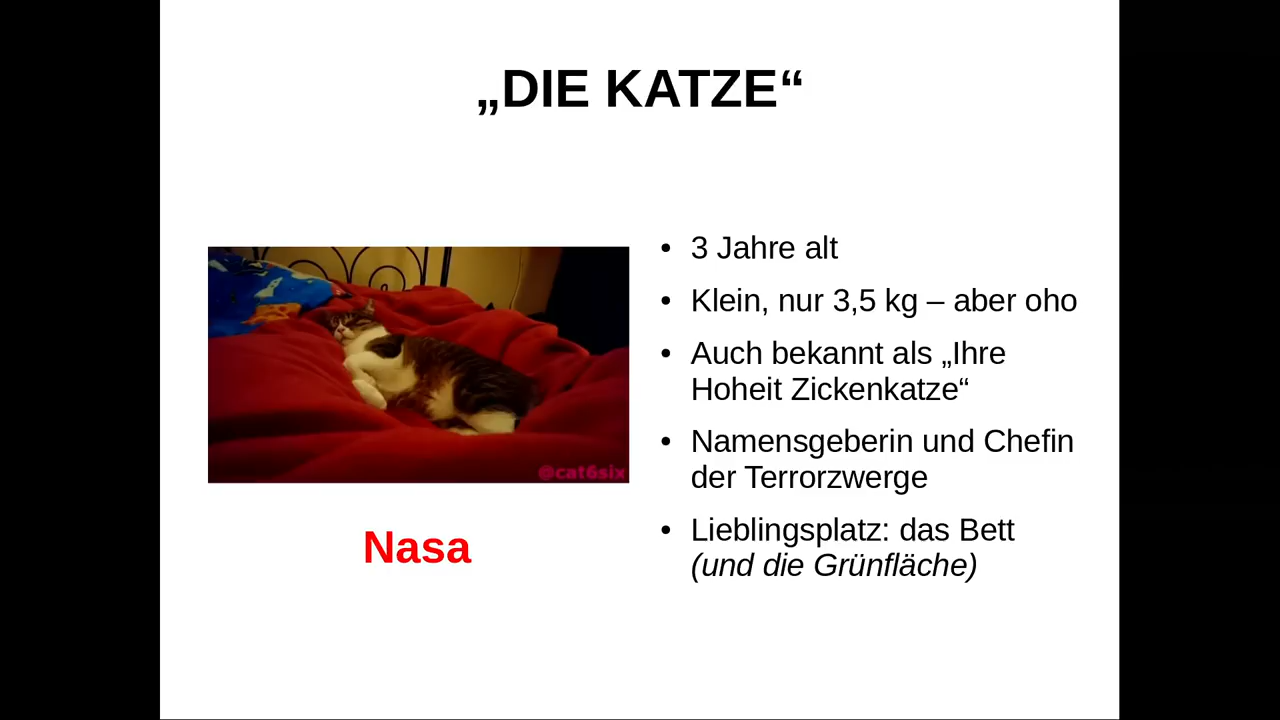 „DIE KATZE“
• 3 Jahre alt
• Klein, nur 3,5 kg – aber oho
• Auch bekannt als „Ihre
Hoheit Zickenkatze“
• Namensgeberin und Chefin
der Terrorzwerge
• Lieblingsplatz: das Bett
(und die Grünfläche)
@cat6six
Nasa